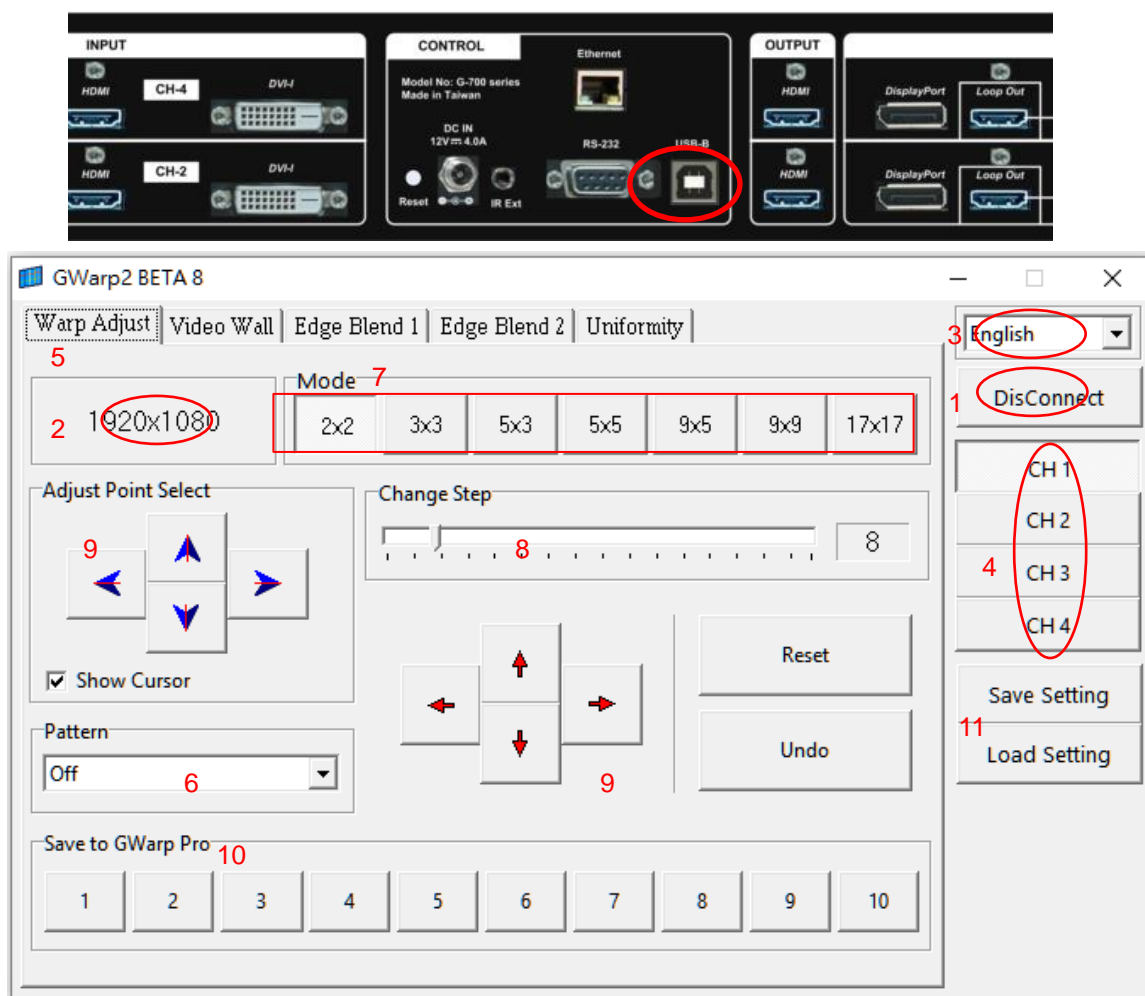 INPUT
HDMI CH-4 DVI-I
HDMI CH-2 DVI-I
CONTROL
Model No: G-700 series
Made in Taiwan
Ethernet
DC IN
12V 4.0A
RS-232
USB-B
Reset
IR Ext
OUTPUT
HDMI DisplayPort Loop Out
HDMI DisplayPort Loop Out
GWarp2 BETA 8
Warp Adjust Video Wall Edge Blend 1 Edge Blend 2 Uniformity
3 English
5
1 DisConnect
2 1920x1080
Mode 7
2x2 3x3 5x3 5x5 9x5 9x9 17x17
CH 1
CH 2
4 CH 3
CH 4
Adjust Point Select
9
Show Cursor
Change Step
8 8
9
Reset
Undo
Save Setting
11
Load Setting
Pattern
Off 6
Save to GWarp Pro 10
1 2 3 4 5 6 7 8 9 10